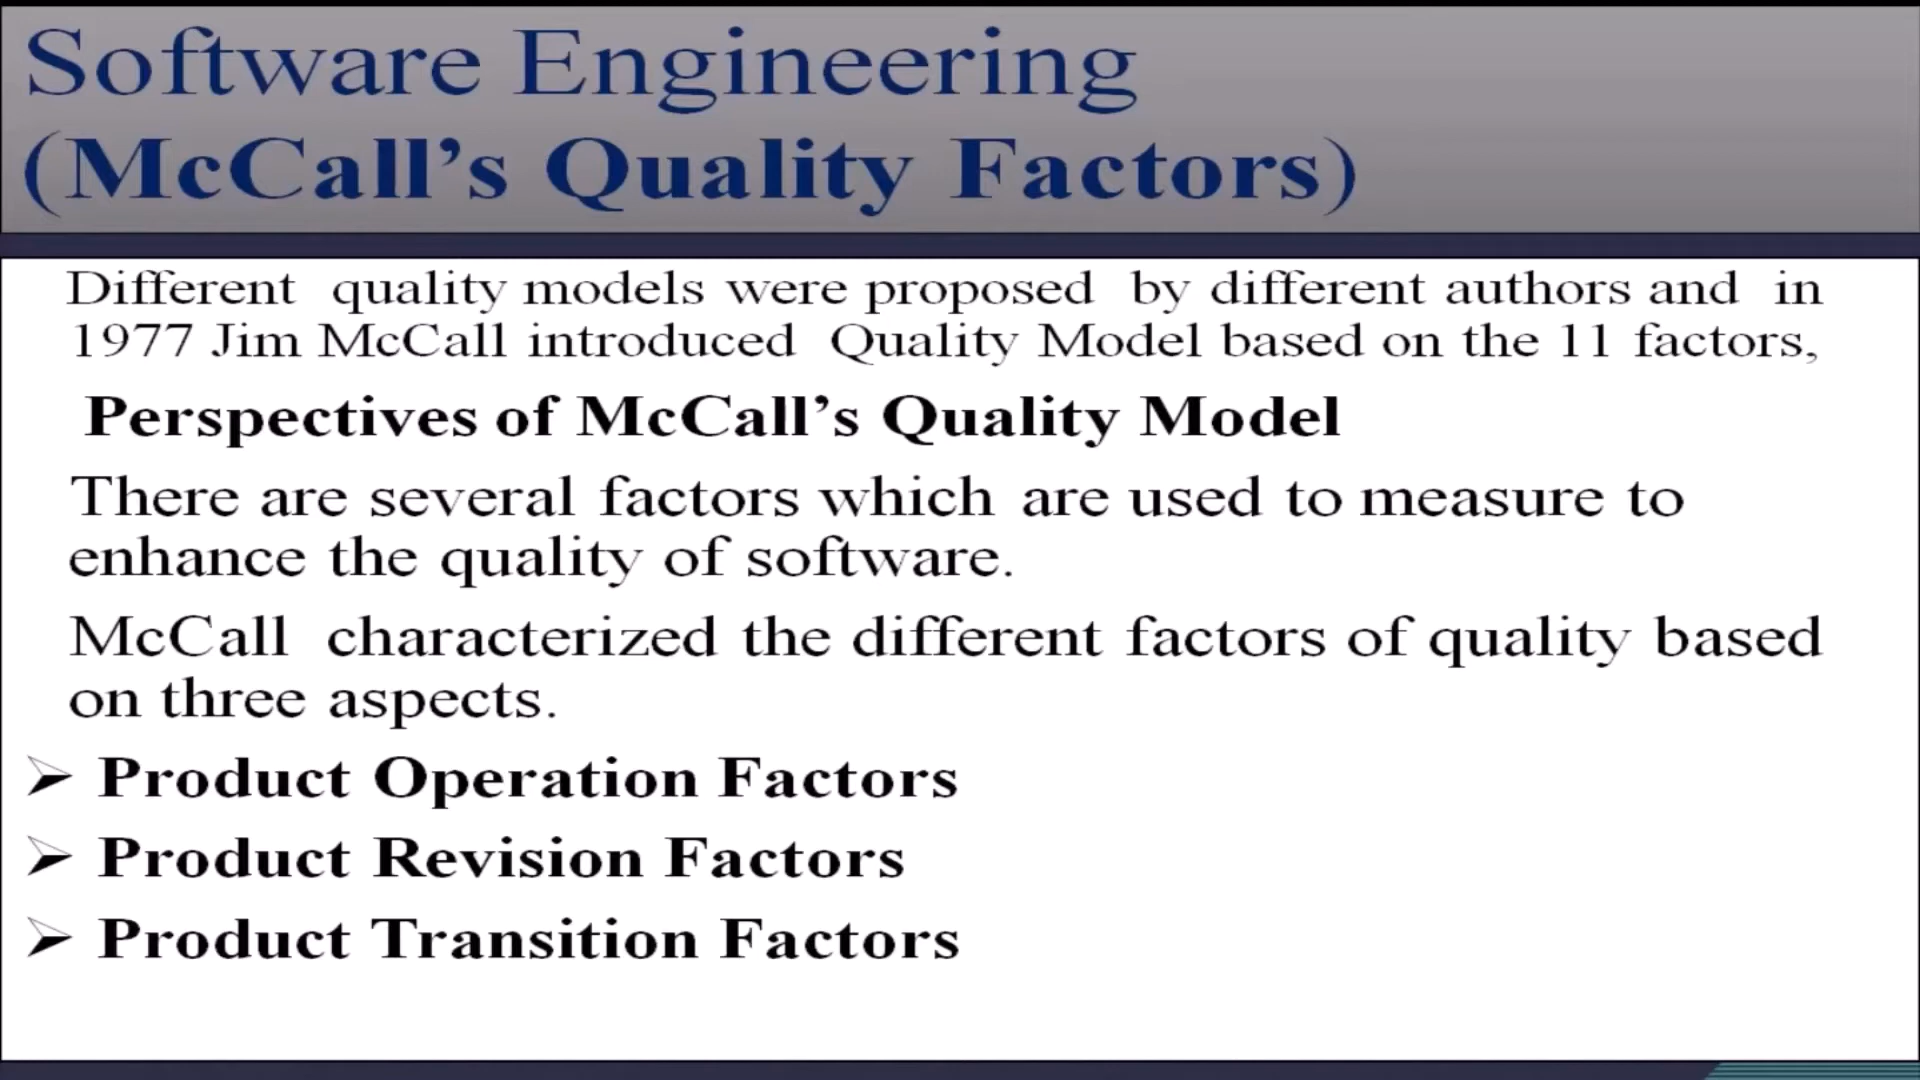 Software Engineering
(McCall’s Quality Factors)
Different quality models were proposed by different authors and in
1977 Jim McCall introduced Quality Model based on the 11 factors,
Perspectives of McCall’s Quality Model
There are several factors which are used to measure to
enhance the quality of software.
McCall characterized the different factors of quality based
on three aspects.
➢ Product Operation Factors
➢ Product Revision Factors
➢ Product Transition Factors